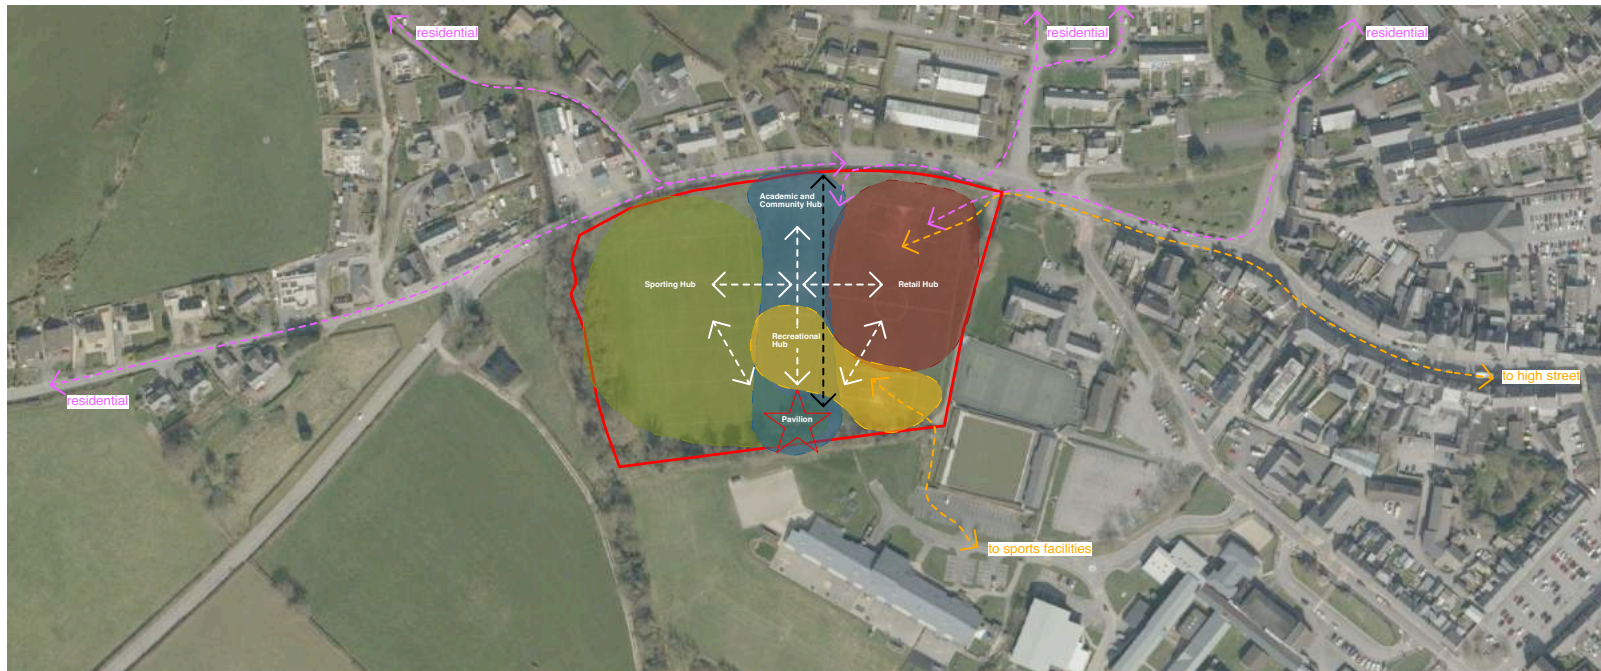 residential
residential
residential
Academic and
Community Hub
Sporting Hub
Retail Hub
Recreational
Hub
to high street
residential
Pavilion
to sports facilities